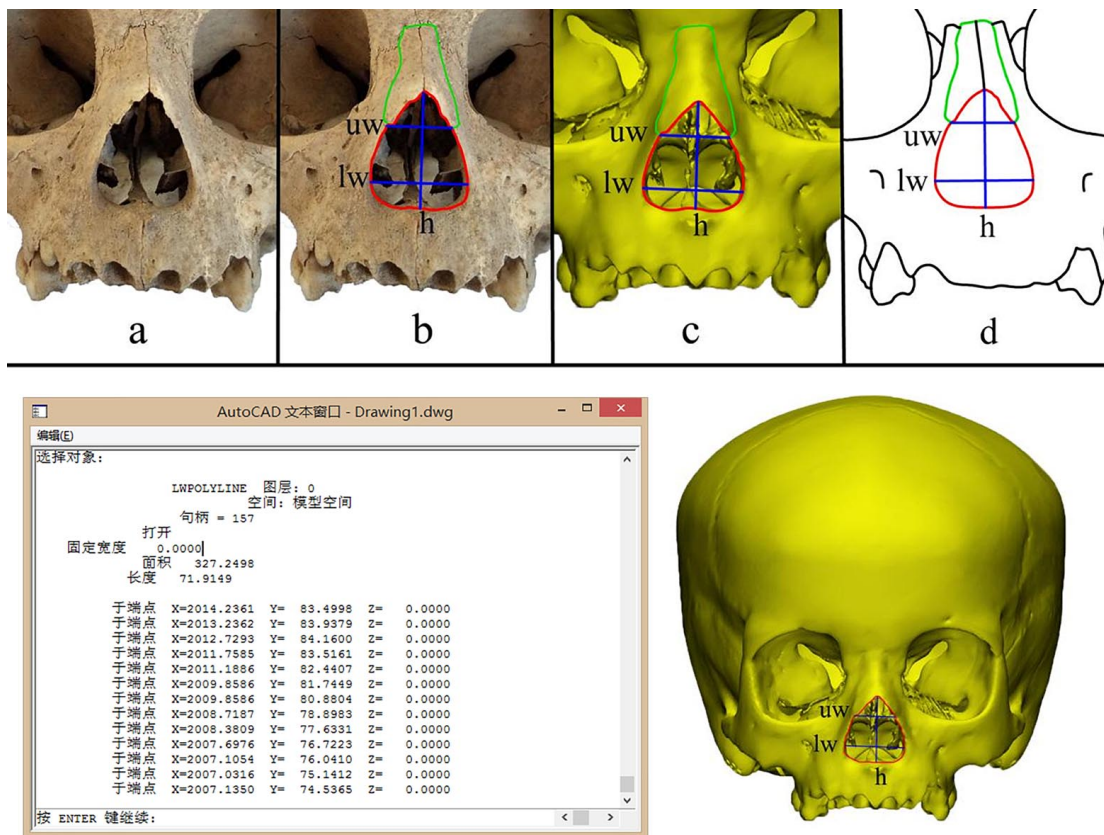 uw
lw
h
uw
lw
h
uw
lw
h
a
b
c
d
AutoCAD 文本窗口 - Drawing1.dwg
编辑(E)
选择对象:
LWPOLYLINE 图层: 0
空间: 模型空间
句柄 = 157
打开
固定宽度 0.0000
面积 327.2498
长度 71.9149
于端点 X=2014.2361 Y= 83.4998 Z= 0.0000
于端点 X=2013.2362 Y= 83.9379 Z= 0.0000
于端点 X=2012.7293 Y= 84.1600 Z= 0.0000
于端点 X=2011.7585 Y= 83.5161 Z= 0.0000
于端点 X=2011.1886 Y= 82.4407 Z= 0.0000
于端点 X=2009.8586 Y= 81.7449 Z= 0.0000
于端点 X=2009.8586 Y= 80.8804 Z= 0.0000
于端点 X=2008.7187 Y= 78.8983 Z= 0.0000
于端点 X=2008.3809 Y= 77.6331 Z= 0.0000
于端点 X=2007.6976 Y= 76.7223 Z= 0.0000
于端点 X=2007.1054 Y= 76.0410 Z= 0.0000
于端点 X=2007.0316 Y= 75.1412 Z= 0.0000
于端点 X=2007.1350 Y= 74.5365 Z= 0.0000
按 ENTER 键继续:
uw
lw
h